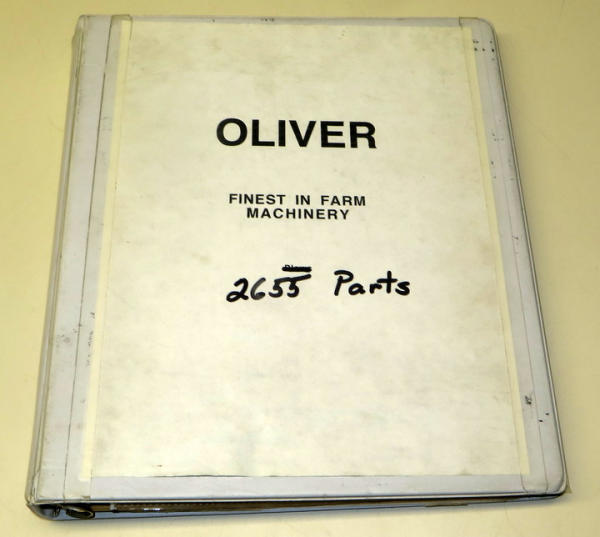 OLIVER
FINEST IN FARM
MACHINERY
2655 Parts